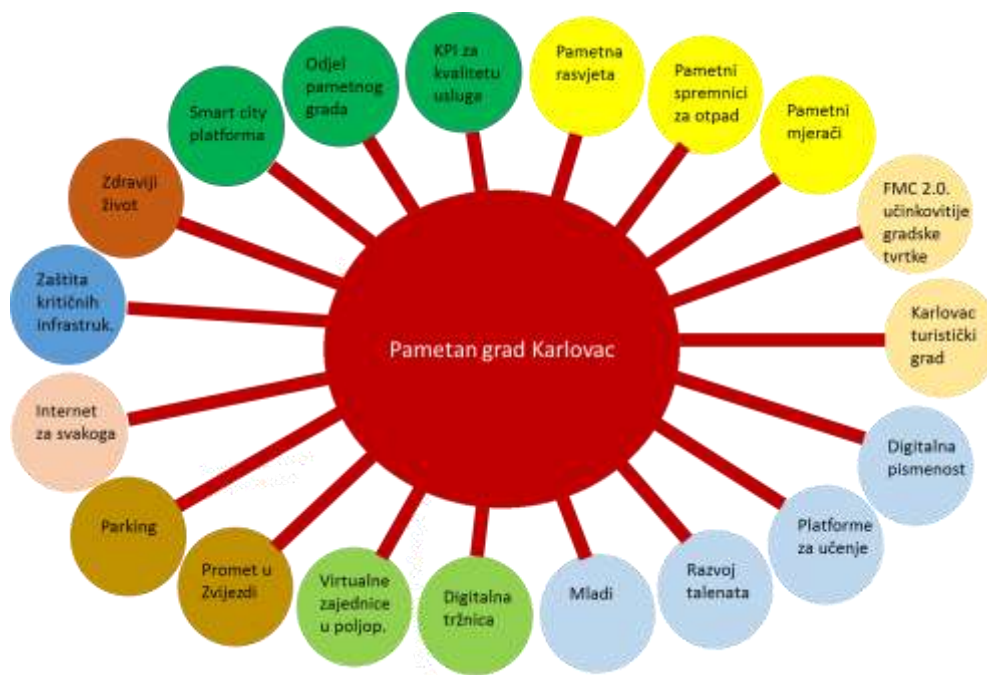 KPI za
kvalitetu
usluga
Pametna
rasvjeta
Pametni
spremnici
za otpad
Pametni
mjerači
FMC 2.0.
učinkovitije
gradske
tvrtke
Karlovac
turistički
grad
Digitalna
pismenost
Platforme
za učenje
Razvoj
talenata
Mladi
Digitalna
tržnica
Virtualne
zajednice
u poljop.
Promet u
Zvijezdi
Parking
Internet
za svakoga
Zaštita
kritičnih
infrastruk.
Zdraviji
život
Smart city
platforma
Odjel
pametnog
grada
Pametan grad Karlovac